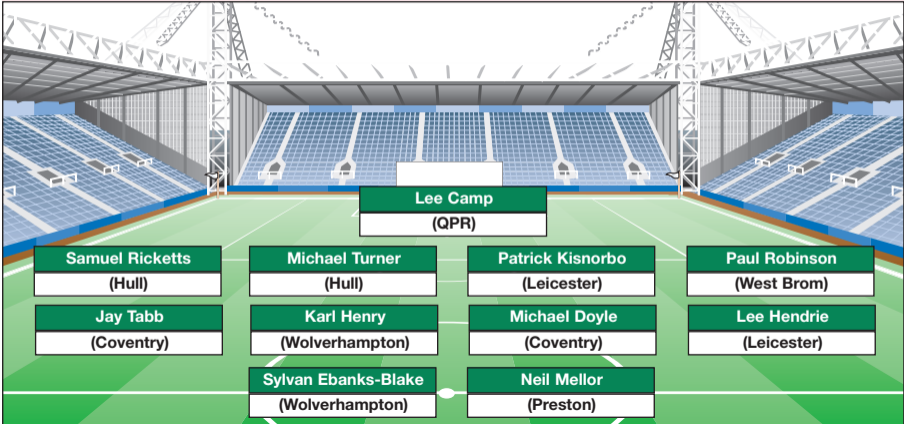 Lee Camp
(QPR)
Samuel Ricketts
(Hull)
Michael Turner
(Hull)
Patrick Kisnorbo
(Leicester)
Paul Robinson
(West Brom)
Jay Tabb
(Coventry)
Karl Henry
(Wolverhampton)
Michael Doyle
(Coventry)
Lee Hendrie
(Leicester)
Sylvan Ebanks-Blake
(Wolverhampton)
Neil Mellor
(Preston)